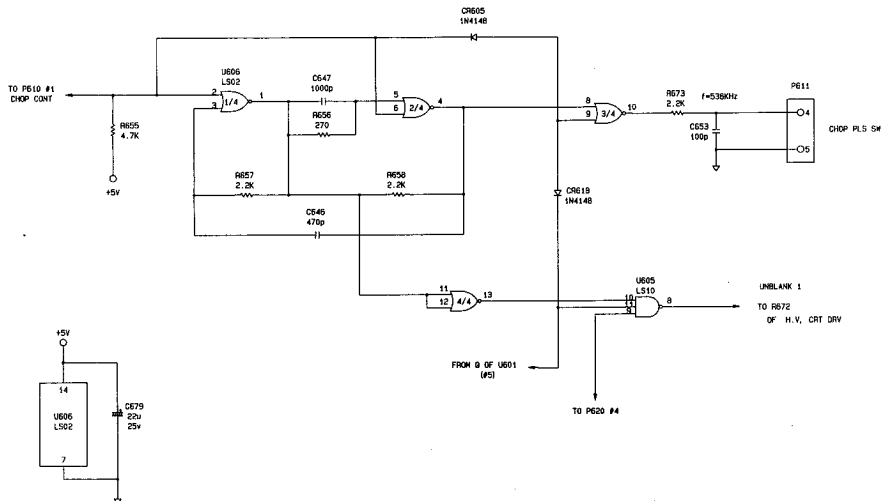 CR605
1N4148
TO P610 #1
CHOP CONT
U606
LS02
2
3
1/4
1
C647
1000p
R656
270
5
6
2/4
4
8
9
3/4
10
R673
2.2K
f=536KHz
C653
100p
P611
4
5
CHOP PLS SW
R655
4.7K
+5V
R657
2.2K
R658
2.2K
C646
470p
CR619
1N4148
11
12
4/4
13
U605
LS10
10
11
9
8
UNBLANK 1
TO R672
OF H.V, CRT DRV
FROM Q OF U601
(#5)
TO P620 #4
+5V
14
U606
LS02
7
C679
22u
25v